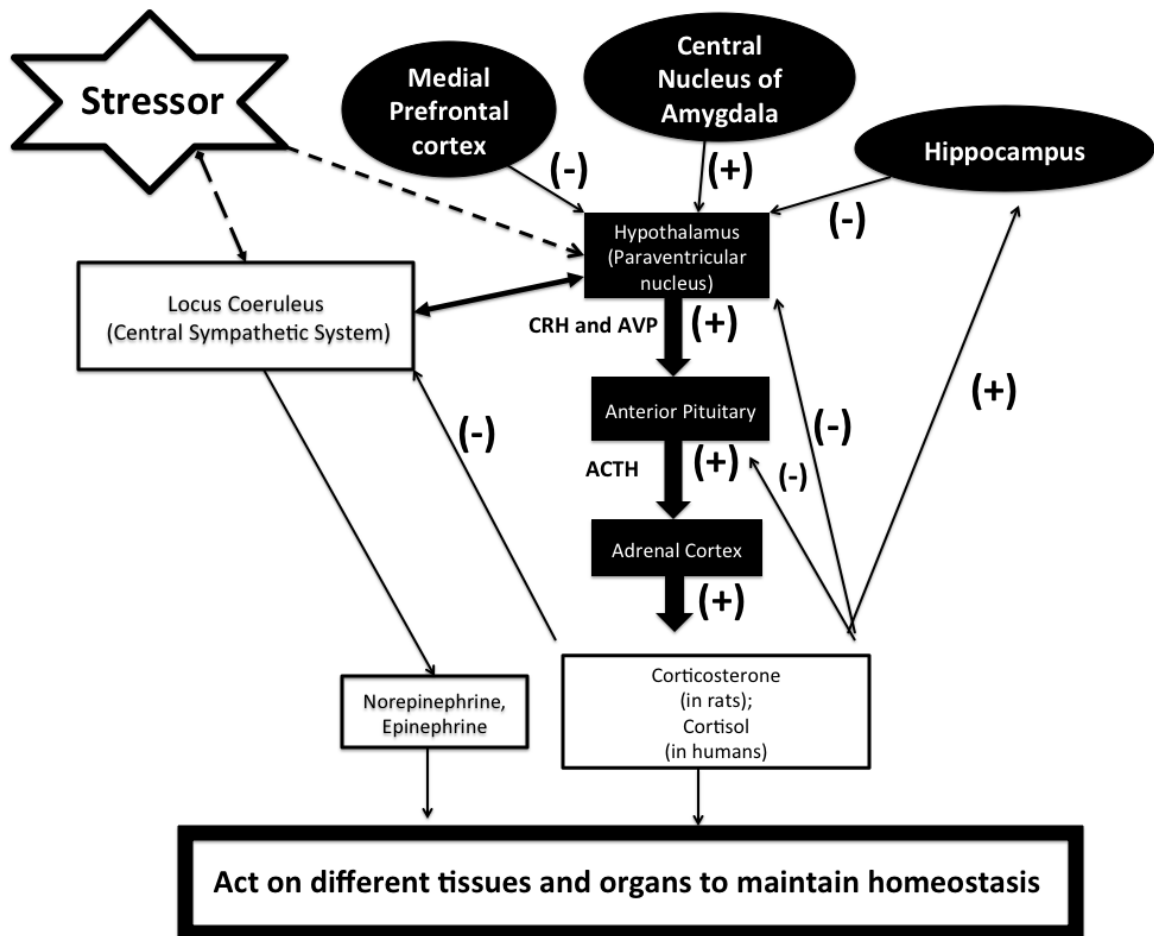 Stressor
Medial
Prefrontal
cortex
Central
Nucleus of
Amygdala
Hippocampus
(-)
(+)
(-)
Hypothalamus
(Paraventricular
nucleus)
Locus Coeruleus
(Central Sympathetic System)
CRH and AVP
(+)
Anterior Pituitary
(+)
(-)
(-)
ACTH
(+)
(-)
Adrenal Cortex
(+)
Corticosterone
(in rats);
Cortisol
(in humans)
Norepinephrine,
Epinephrine
Act on different tissues and organs to maintain homeostasis